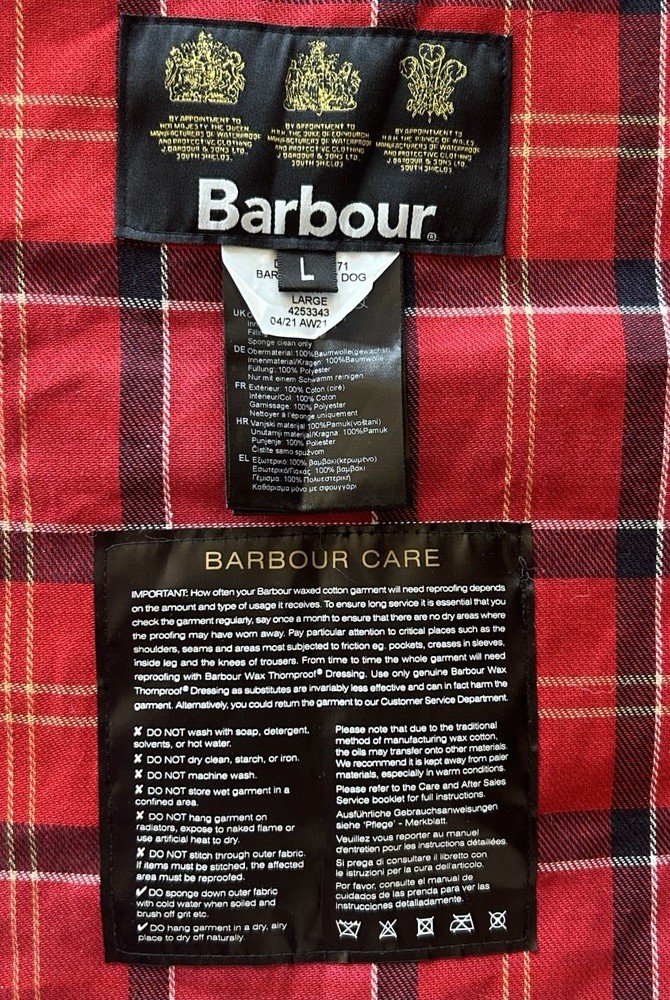 BY APPOINTMENT TO
HER MAJESTY THE QUEEN
MANUFACTURERS OF WATERPROOF
AND PROTECTIVE CLOTHING
J. BARBOUR & SONS LTD.
SOUTH SHIELDS
BY APPOINTMENT TO
H.R.H. THE DUKE OF EDINBURGH
MANUFACTURERS OF WATERPROOF
AND PROTECTIVE CLOTHING
J. BARBOUR & SONS LTD.
SOUTH SHIELDS
BY APPOINTMENT TO
H.R.H. THE PRINCE OF WALES
MANUFACTURERS OF WATERPROOF
AND PROTECTIVE CLOTHING
J. BARBOUR & SONS LTD.
SOUTH SHIELDS
Barbour®
L
71
BAR DOG
LARGE
4253343
04/21 AW21
UK
Sponge clean only
DE Obermaterial: 100%Baumwolle(gewachst)
Innenmaterial/Kragen: 100%Baumwolle
Füllung: 100% Polyester
Nur mit einem Schwamm reinigen
FR Extérieur: 100% Coton (ciré)
Intérieur/Col: 100% Coton
Garnissage: 100% Polyester
Nettoyer à l'éponge uniquement
HR Vanjski materijal:100%Pamuk(voštani)
Unutarnji materijal/Kragna: 100%Pamuk
Punjenje: 100% Poliester
Čistite samo spužvom
EL Εξωτερικό:100% βαμβάκι(κερωμένο)
Εσωτερικό/Γιακάς: 100% βαμβάκι
Γέμισμα: 100% Πολυεστερική
Καθάρισμα μόνο με σφουγγάρι
BARBOUR CARE
IMPORTANT: How often your Barbour waxed cotton garment will need reproofing depends
on the amount and type of usage it receives. To ensure long service it is essential that you
check the garment regularly, say once a month to ensure that there are no dry areas where
the proofing may have worn away. Pay particular attention to critical places such as the
shoulders, seams and areas most subjected to friction eg. pockets, creases in sleeves,
inside leg and the knees of trousers. From time to time the whole garment will need
reproofing with Barbour Wax Thornproof® Dressing. Use only genuine Barbour Wax
Thornproof® Dressing as substitutes are invariably less effective and can in fact harm the
garment. Alternatively, you could return the garment to our Customer Service Department.
✘ DO NOT wash with soap, detergent,
solvents, or hot water.
✘ DO NOT dry clean, starch, or iron.
✘ DO NOT machine wash.
✘ DO NOT store wet garment in a
confined area.
✘ DO NOT hang garment on
radiators, expose to naked flame or
use artificial heat to dry.
✘ DO NOT stitch through outer fabric.
If items must be stitched, the affected
area must be reproofed.
✔ DO sponge down outer fabric
with cold water when soiled and
brush off grit etc.
✔ DO hang garment in a dry, airy
place to dry off naturally.
Please note that due to the traditional
method of manufacturing wax cotton,
the oils may transfer onto other materials.
We recommend it is kept away from paler
materials, especially in warm conditions.
Please refer to the Care and After Sales
Service booklet for full instructions.
Ausführliche Gebrauchsanweisungen
siehe 'Pflege' - Merkblatt.
Veuillez vous reporter au manuel
d'entretien pour les instructions détaillées.
Si prega di consultare il libretto con
le istruzioni per la cura dell'articolo.
Por favor, consulte el manual de
cuidados de las prenda para ver las
instrucciones detalladamente.